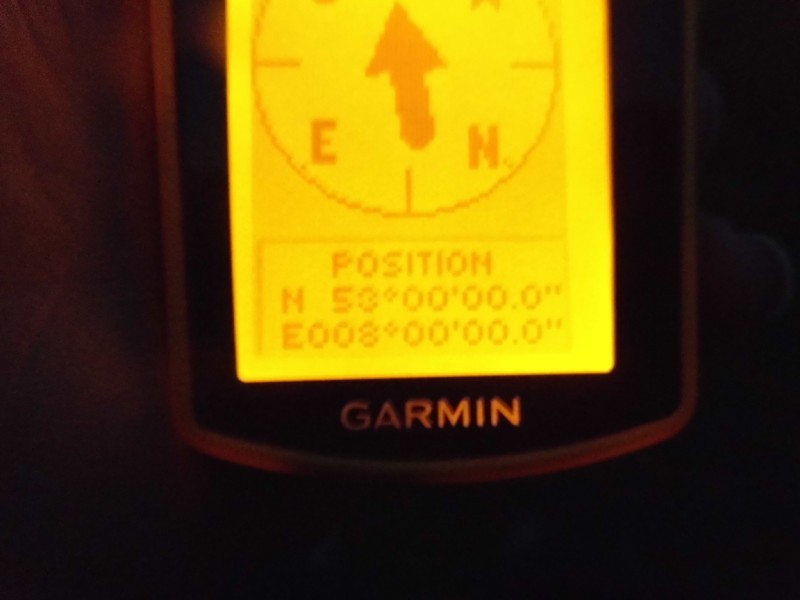 E N
POSITION
N 53°00'00.0"
E008°00'00.0"
GARMIN